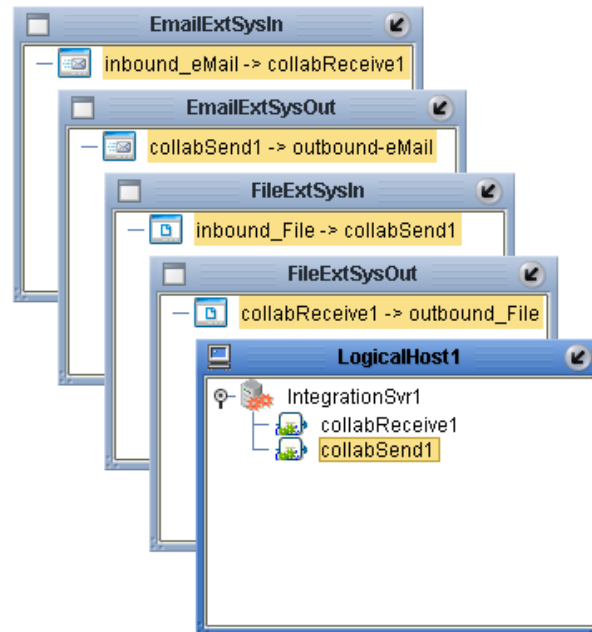 EmailExtSysIn
inbound_eMail -> collabReceive1
EmailExtSysOut
collabSend1 -> outbound-eMail
FileExtSysIn
inbound_File -> collabSend1
FileExtSysOut
collabReceive1 -> outbound_File
LogicalHost1
IntegrationSvr1
collabReceive1
collabSend1